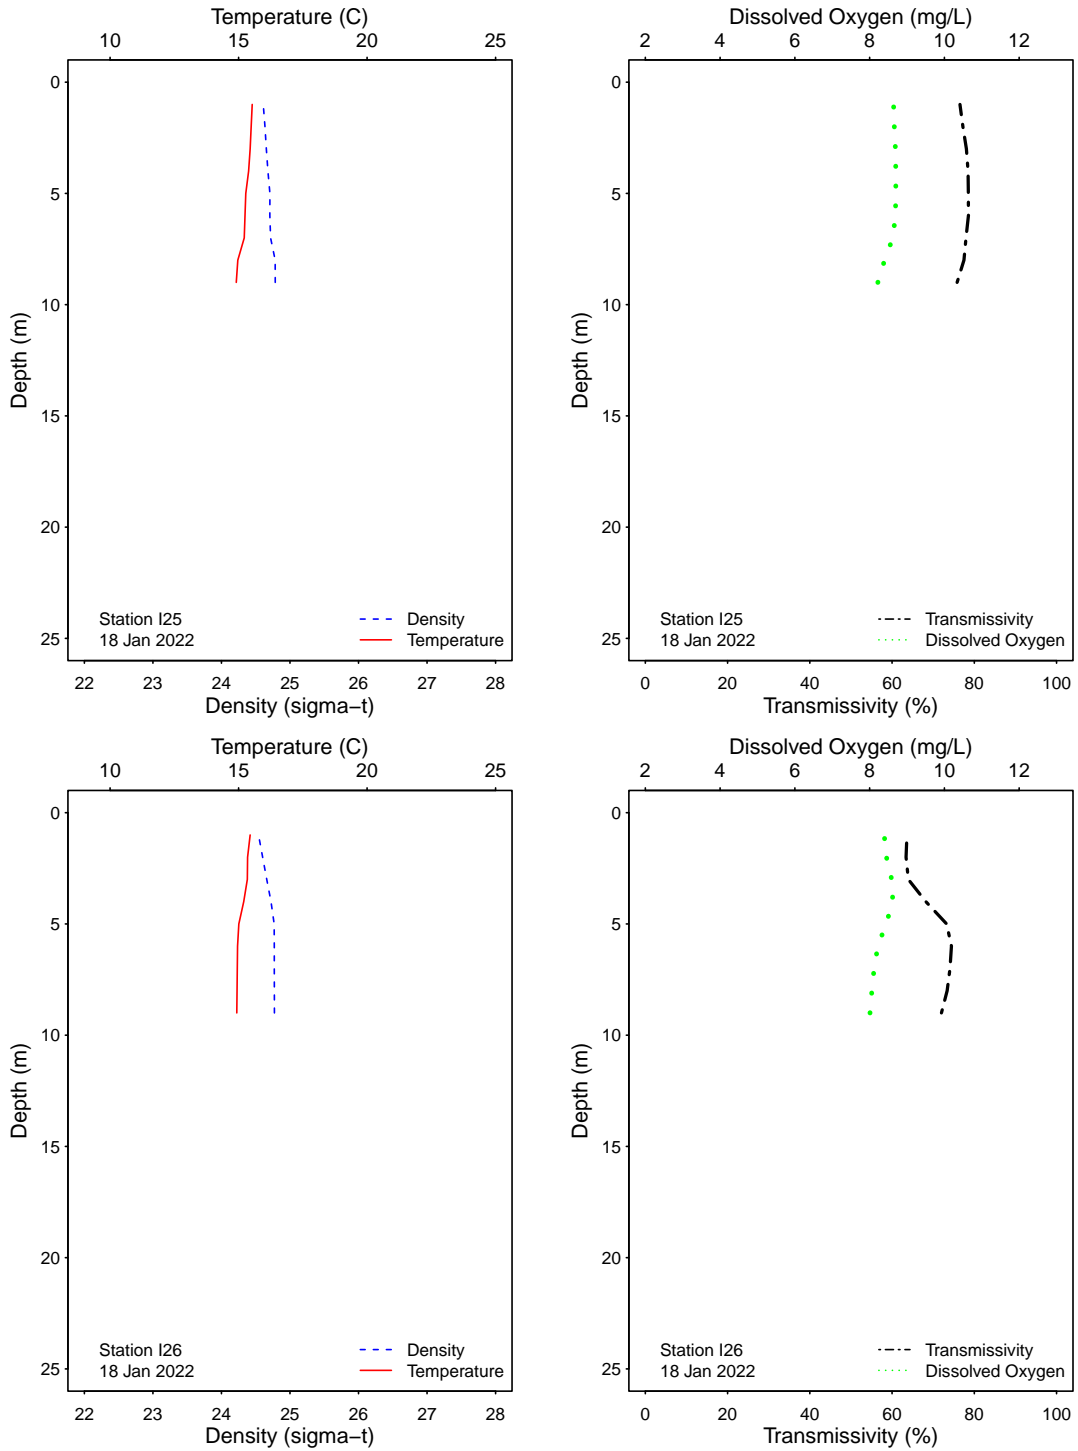 Temperature (C)
10 15 20 25
0
5
10
15
20
25
Depth (m)
Station I25
18 Jan 2022
Density
Temperature
22 23 24 25 26 27 28
Density (sigma−t)
Dissolved Oxygen (mg/L)
2 4 6 8 10 12
0
5
10
15
20
25
Depth (m)
Station I25
18 Jan 2022
Transmissivity
Dissolved Oxygen
0 20 40 60 80 100
Transmissivity (%)
Temperature (C)
10 15 20 25
0
5
10
15
20
25
Depth (m)
Station I26
18 Jan 2022
Density
Temperature
22 23 24 25 26 27 28
Density (sigma−t)
Dissolved Oxygen (mg/L)
2 4 6 8 10 12
0
5
10
15
20
25
Depth (m)
Station I26
18 Jan 2022
Transmissivity
Dissolved Oxygen
0 20 40 60 80 100
Transmissivity (%)